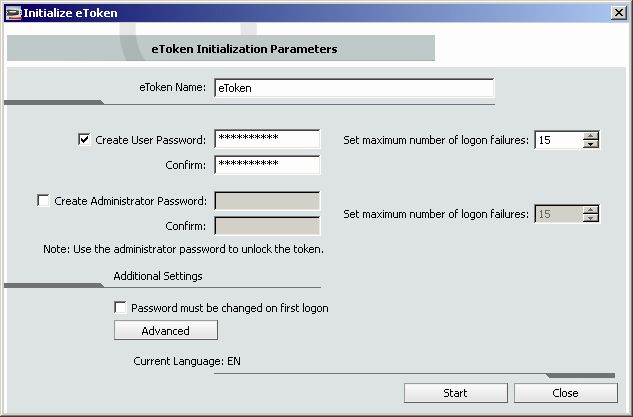 Initialize eToken
eToken Initialization Parameters
eToken Name: eToken
Create User Password: ********** Set maximum number of logon failures: 15
Confirm: **********
Create Administrator Password:
Confirm: Set maximum number of logon failures: 15
Note: Use the administrator password to unlock the token.
Additional Settings
Password must be changed on first logon
Advanced
Current Language: EN
Start Close